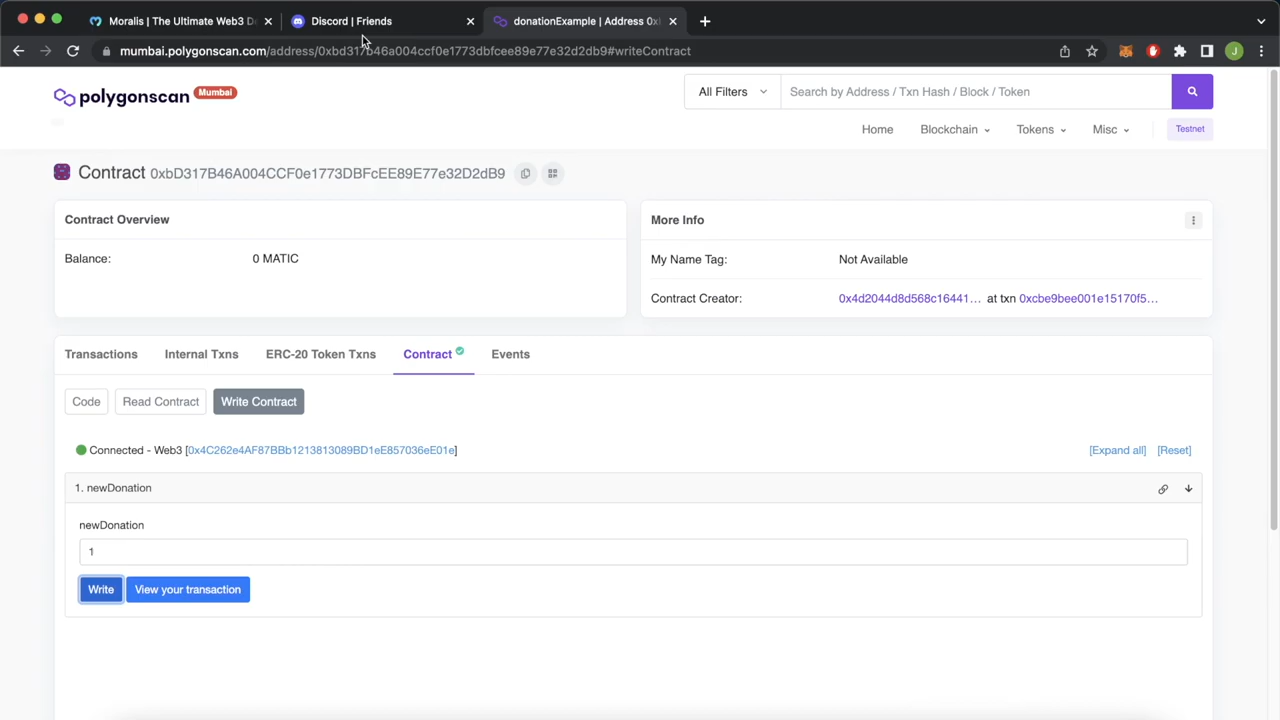 Moralis | The Ultimate Web3 De
Discord | Friends
donationExample | Address 0x
mumbai.polygonscan.com/address/0xbd317b46a004ccf0e1773dbfcee89e77e32d2db9#writeContract
J
polygonscan
Mumbai
All Filters
Search by Address / Txn Hash / Block / Token
Home
Blockchain
Tokens
Misc
Testnet
Contract 0xbD317B46A004CCF0e1773DBFcEE89E77e32D2dB9
Contract Overview
Balance:
0 MATIC
More Info
My Name Tag:
Not Available
Contract Creator:
0x4d2044d8d568c16441… at txn 0xcbe9bee001e15170f5…
Transactions
Internal Txns
ERC-20 Token Txns
Contract
Events
Code
Read Contract
Write Contract
Connected - Web3 [0x4C262e4AF87BBb1213813089BD1eE857036eE01e]
[Expand all]
[Reset]
1. newDonation
newDonation
1
Write
View your transaction